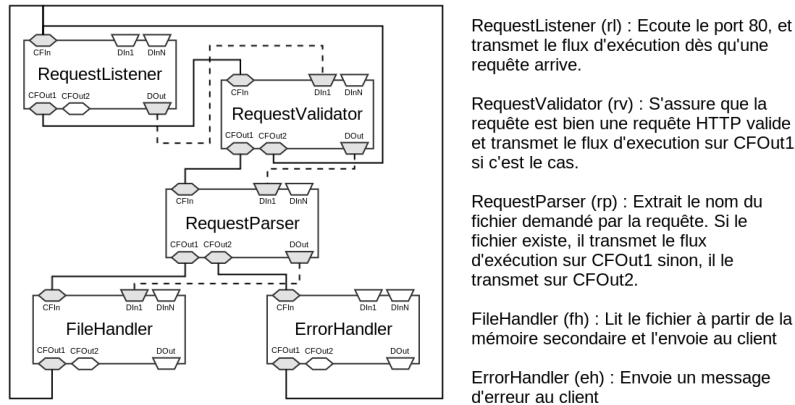 CFIn DIn1 DInN
RequestListener
CFOut1 CFOut2 DOut
CFIn DIn1 DInN
RequestValidator
CFOut1 CFOut2 DOut
CFIn DIn1 DInN
RequestParser
CFOut1 CFOut2 DOut
CFIn DIn1 DInN
FileHandler
CFOut1 CFOut2 DOut
CFIn DIn1 DInN
ErrorHandler
CFOut1 CFOut2 DOut
RequestListener (rl) : Ecoute le port 80, et
transmet le flux d'exécution dès qu'une
requête arrive.
RequestValidator (rv) : S'assure que la
requête est bien une requête HTTP valide
et transmet le flux d'execution sur CFOut1
si c'est le cas.
RequestParser (rp) : Extrait le nom du
fichier demandé par la requête. Si le
fichier existe, il transmet le flux
d'exécution sur CFOut1 sinon, il le
transmet sur CFOut2.
FileHandler (fh) : Lit le fichier à partir de la
mémoire secondaire et l'envoie au client
ErrorHandler (eh) : Envoie un message
d'erreur au client